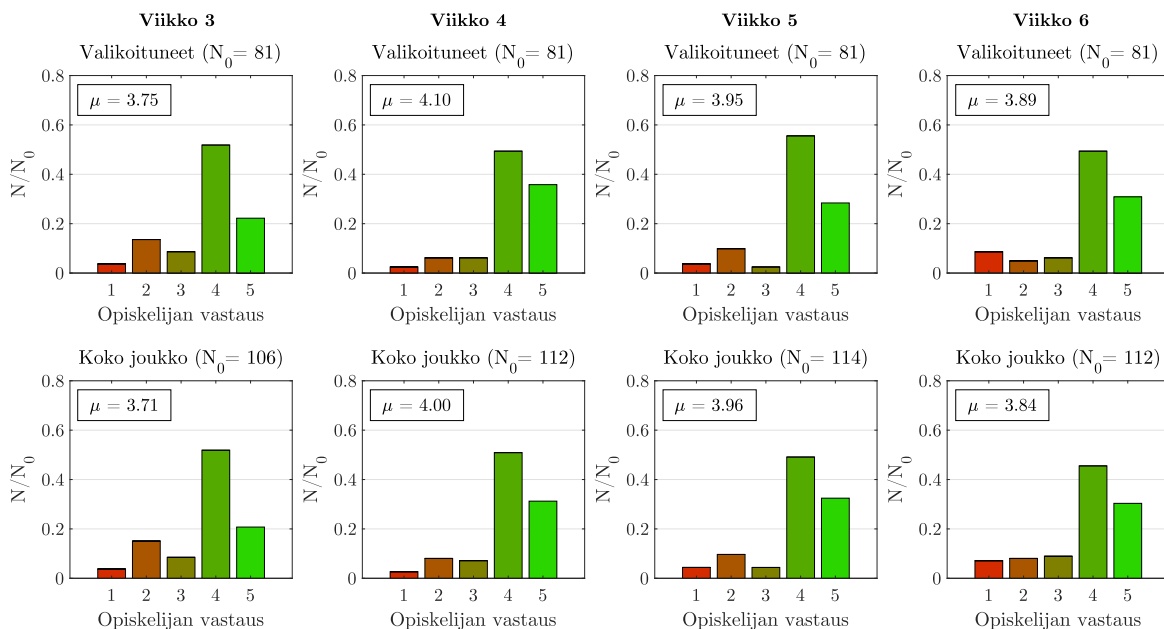 Viikko 3
Viikko 4
Viikko 5
Viikko 6
Valikoituneet (N₀= 81)
Valikoituneet (N₀= 81)
Valikoituneet (N₀= 81)
Valikoituneet (N₀= 81)
μ = 3.75
μ = 4.10
μ = 3.95
μ = 3.89
N/N₀
0.8
0.6
0.4
0.2
0
1 2 3 4 5
Opiskelijan vastaus
N/N₀
0.8
0.6
0.4
0.2
0
1 2 3 4 5
Opiskelijan vastaus
N/N₀
0.8
0.6
0.4
0.2
0
1 2 3 4 5
Opiskelijan vastaus
N/N₀
0.8
0.6
0.4
0.2
0
1 2 3 4 5
Opiskelijan vastaus
Koko joukko (N₀= 106)
Koko joukko (N₀= 112)
Koko joukko (N₀= 114)
Koko joukko (N₀= 112)
μ = 3.71
μ = 4.00
μ = 3.96
μ = 3.84
N/N₀
0.8
0.6
0.4
0.2
0
1 2 3 4 5
Opiskelijan vastaus
N/N₀
0.8
0.6
0.4
0.2
0
1 2 3 4 5
Opiskelijan vastaus
N/N₀
0.8
0.6
0.4
0.2
0
1 2 3 4 5
Opiskelijan vastaus
N/N₀
0.8
0.6
0.4
0.2
0
1 2 3 4 5
Opiskelijan vastaus